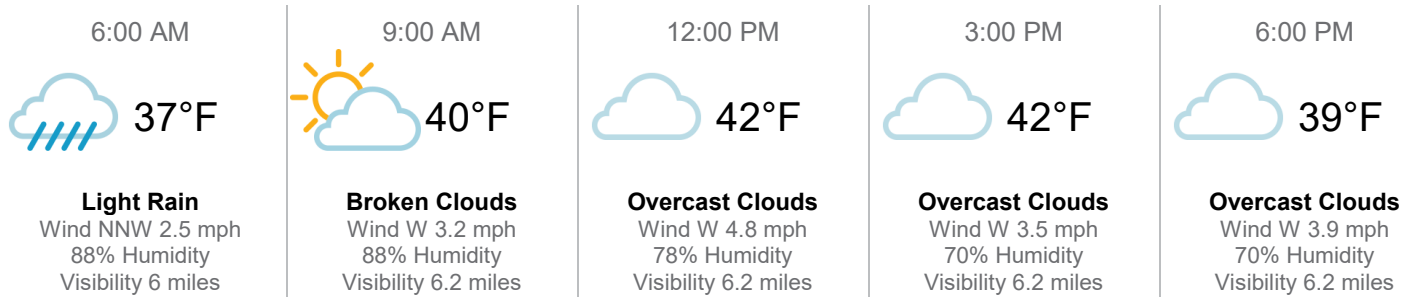 6:00 AM
37°F
Light Rain
Wind NNW 2.5 mph
88% Humidity
Visibility 6 miles
9:00 AM
40°F
Broken Clouds
Wind W 3.2 mph
88% Humidity
Visibility 6.2 miles
12:00 PM
42°F
Overcast Clouds
Wind W 4.8 mph
78% Humidity
Visibility 6.2 miles
3:00 PM
42°F
Overcast Clouds
Wind W 3.5 mph
70% Humidity
Visibility 6.2 miles
6:00 PM
39°F
Overcast Clouds
Wind W 3.9 mph
70% Humidity
Visibility 6.2 miles